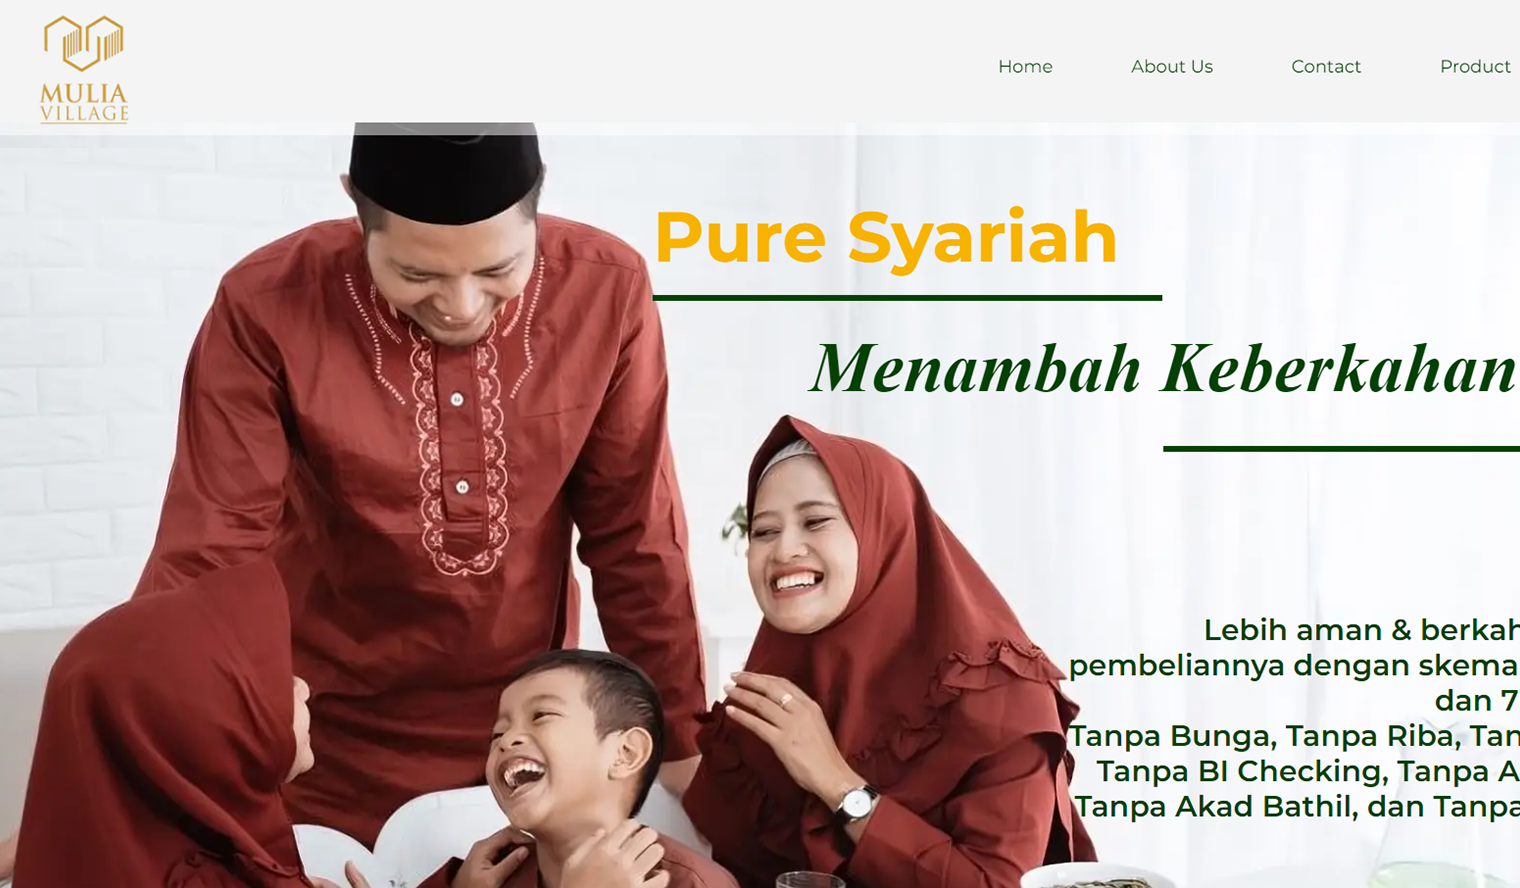 MULIA
VILLAGE
Home
About Us
Contact
Product
Pure Syariah
Menambah Keberkahan
Lebih aman & berkah
pembeliannya dengan skema
dan 7
Tanpa Bunga, Tanpa Riba,
Tanpa BI Checking, Tanpa
Tanpa Akad Bathil, dan Tanpa